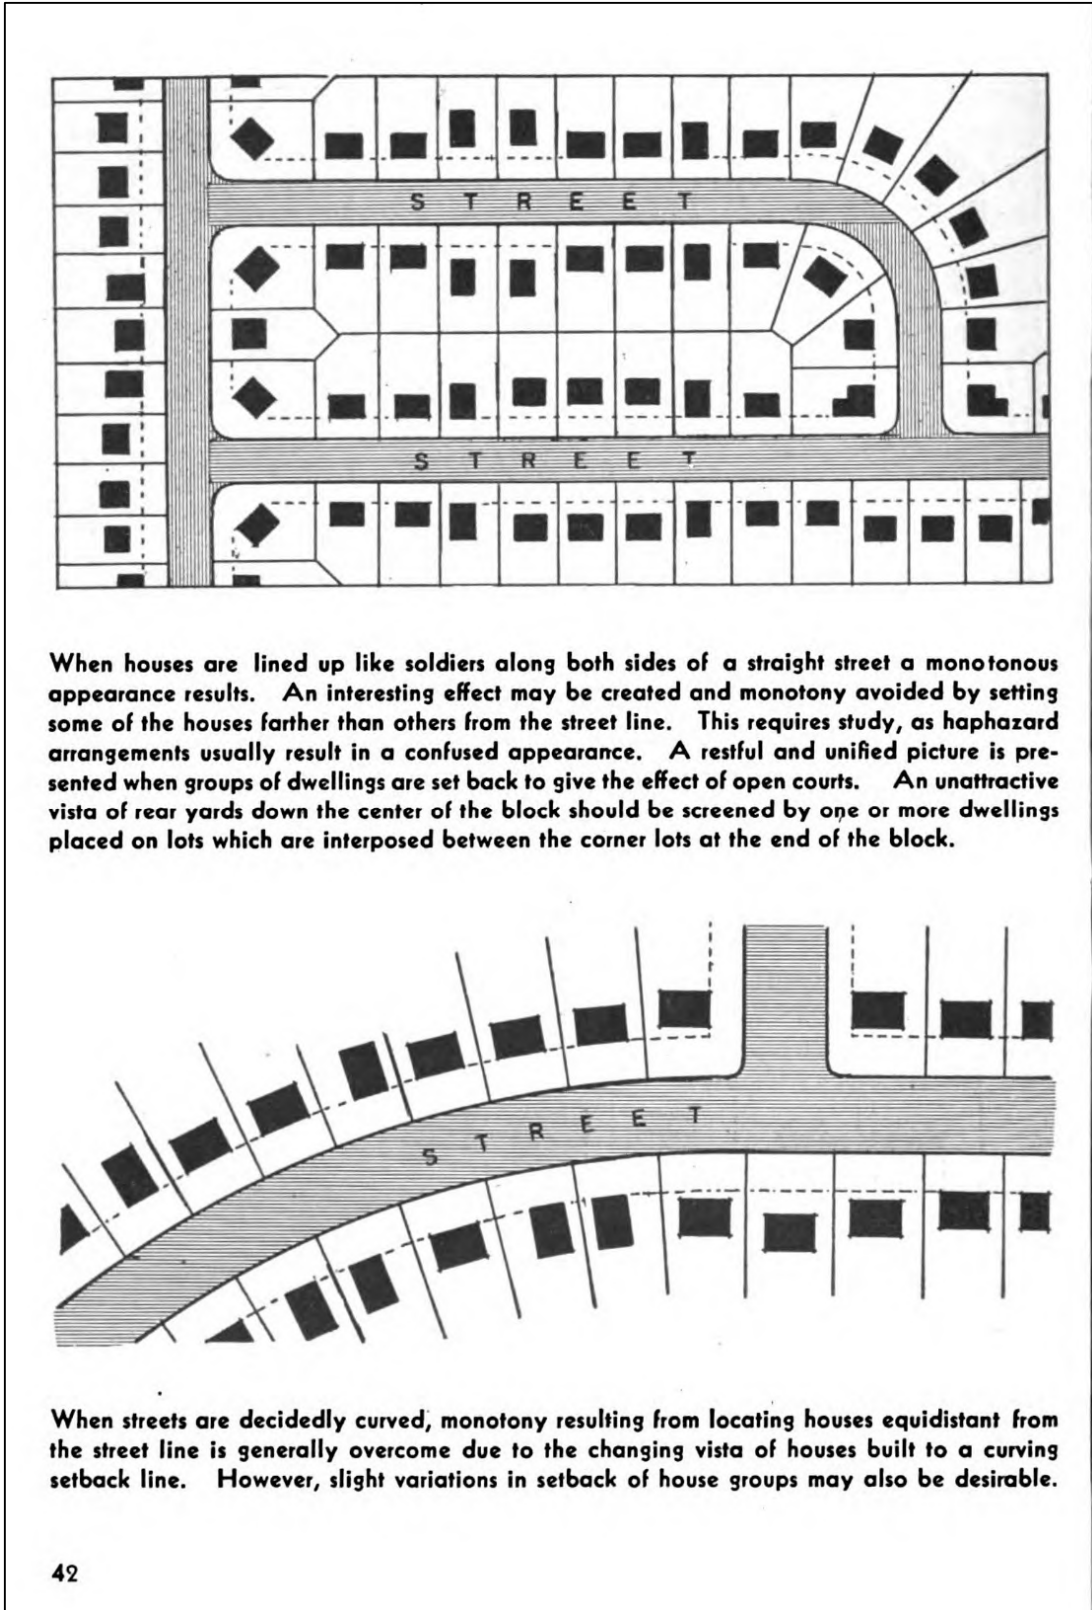 STREET
STREET
When houses are lined up like soldiers along both sides of a straight street a monotonous
appearance results. An interesting effect may be created and monotony avoided by setting
some of the houses farther than others from the street line. This requires study, as haphazard
arrangements usually result in a confused appearance. A restful and unified picture is pre-
sented when groups of dwellings are set back to give the effect of open courts. An unattractive
vista of rear yards down the center of the block should be screened by one or more dwellings
placed on lots which are interposed between the corner lots at the end of the block.
STREET
When streets are decidedly curved, monotony resulting from locating houses equidistant from
the street line is generally overcome due to the changing vista of houses built to a curving
setback line. However, slight variations in setback of house groups may also be desirable.
42